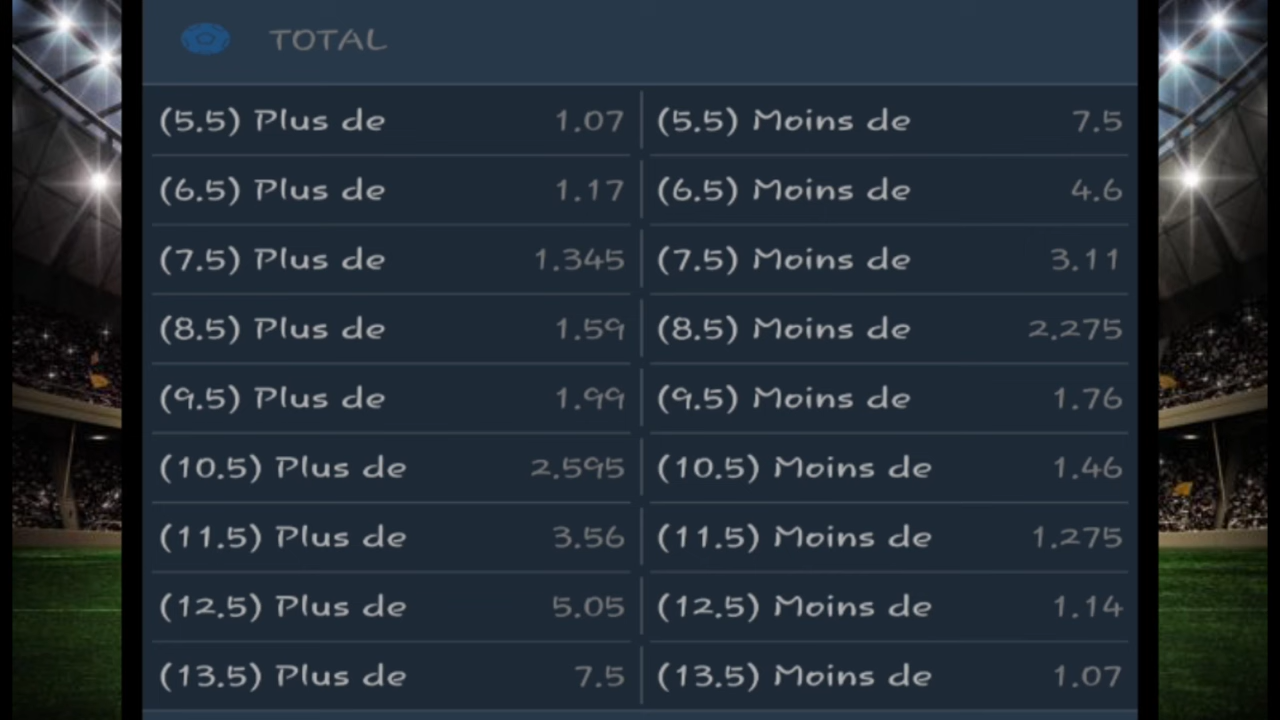 TOTAL
(5.5) Plus de 1.07 (5.5) Moins de 7.5
(6.5) Plus de 1.17 (6.5) Moins de 4.6
(7.5) Plus de 1.345 (7.5) Moins de 3.11
(8.5) Plus de 1.59 (8.5) Moins de 2.275
(9.5) Plus de 1.99 (9.5) Moins de 1.76
(10.5) Plus de 2.595 (10.5) Moins de 1.46
(11.5) Plus de 3.56 (11.5) Moins de 1.275
(12.5) Plus de 5.05 (12.5) Moins de 1.14
(13.5) Plus de 7.5 (13.5) Moins de 1.07